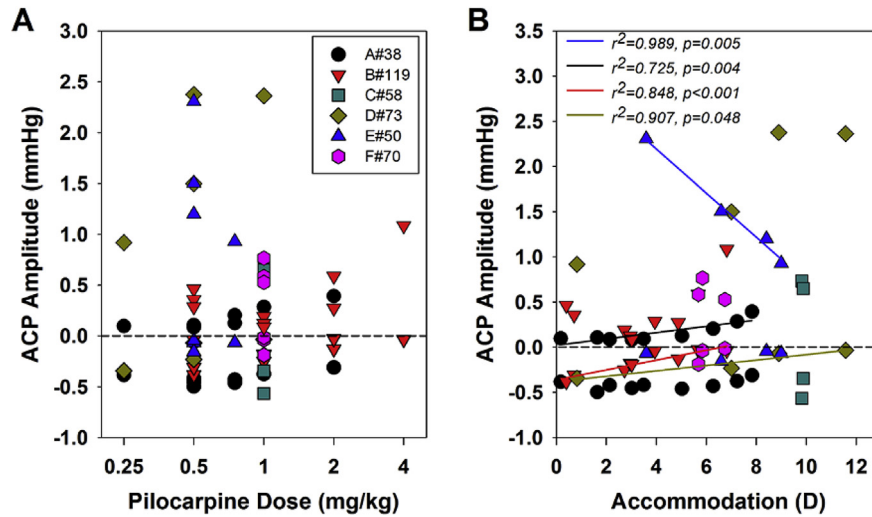 A
ACP Amplitude (mmHg)
3.0
2.5
2.0
1.5
1.0
0.5
0.0
-0.5
-1.0
A#38
B#119
C#58
D#73
E#50
F#70
0.25 0.5 1 2 4
Pilocarpine Dose (mg/kg)
B
ACP Amplitude (mmHg)
3.5
3.0
2.5
2.0
1.5
1.0
0.5
0.0
-0.5
-1.0
r²=0.989, p=0.005
r²=0.725, p=0.004
r²=0.848, p<0.001
r²=0.907, p=0.048
0 2 4 6 8 10 12
Accommodation (D)